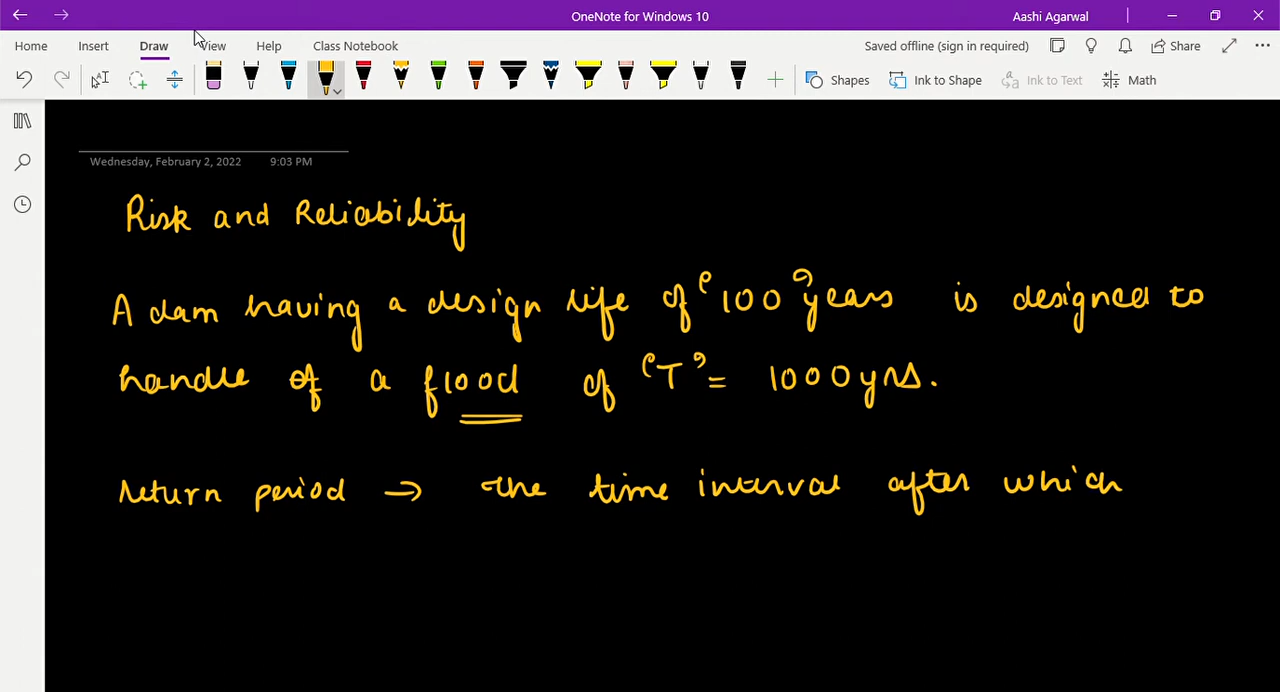 OneNote for Windows 10
Aashi Agarwal
Home Insert Draw View Help Class Notebook
Saved offline (sign in required)
Share
Shapes
Ink to Shape
Ink to Text
Math
Wednesday, February 2, 2022 9:03 PM
Risk and Reliability
A dam having a design life of "100" years is designed to
handle of a flood of "T" = 1000 yrs.
return period → the time interval after which